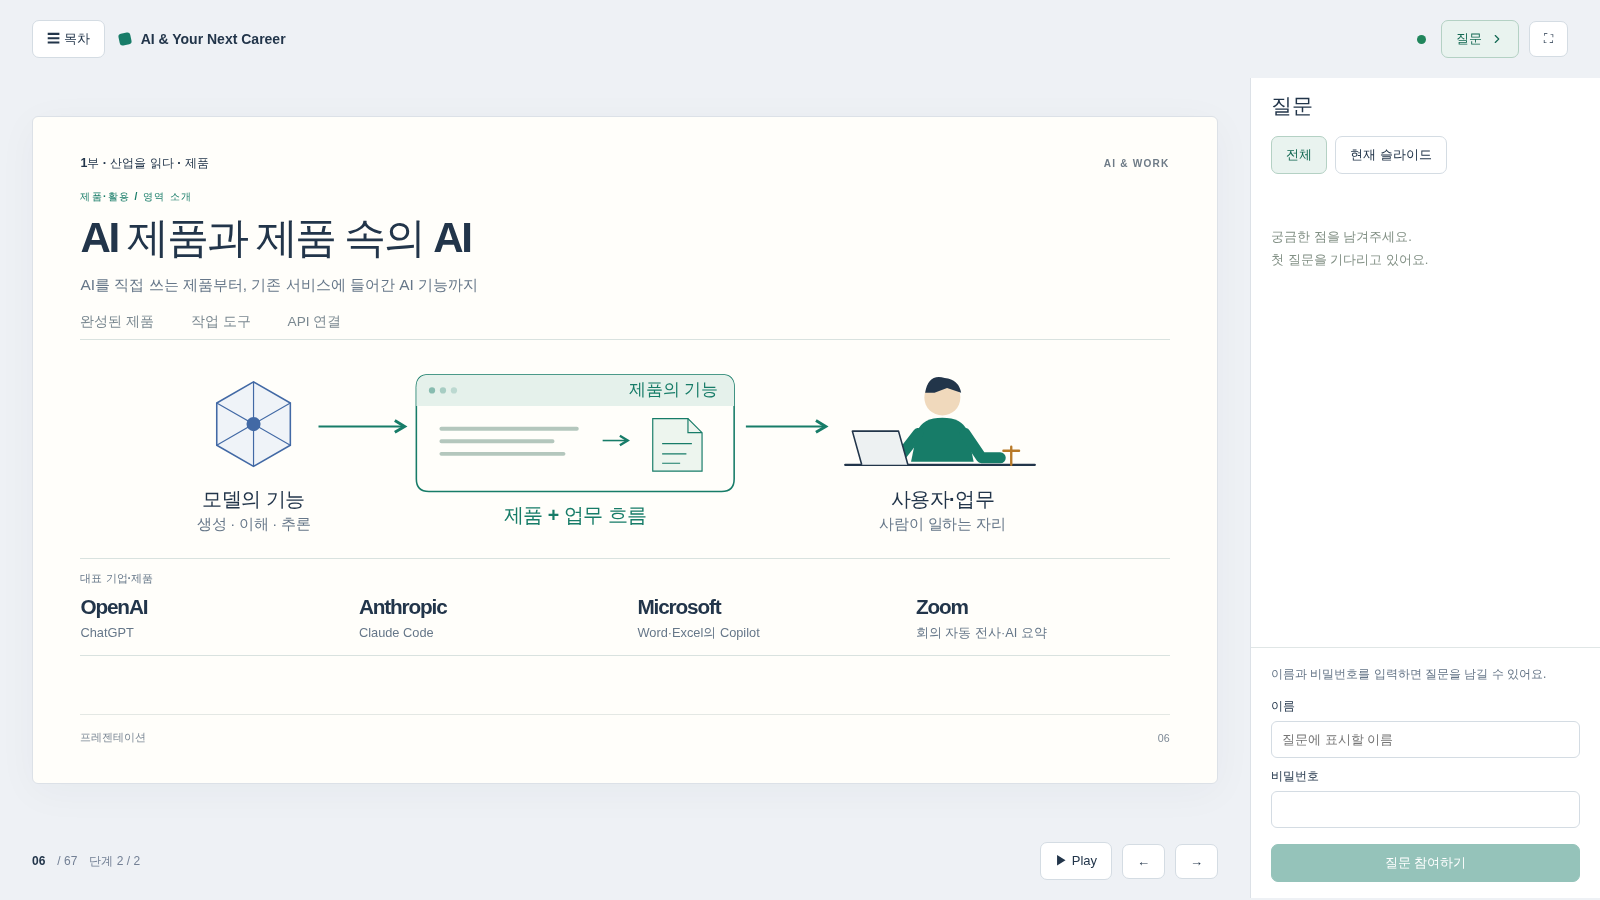 ☰ 목차
AI & Your Next Career
질문
1부 · 산업을 읽다 · 제품
AI & WORK
제품·활용 / 영역 소개
AI 제품과 제품 속의 AI
AI를 직접 쓰는 제품부터, 기존 서비스에 들어간 AI 기능까지
완성된 제품 작업 도구 API 연결
제품의 기능
모델의 기능
생성 · 이해 · 추론
제품 + 업무 흐름
사용자·업무
사람이 일하는 자리
대표 기업·제품
OpenAI
ChatGPT
Anthropic
Claude Code
Microsoft
Word·Excel의 Copilot
Zoom
회의 자동 전사·AI 요약
프레젠테이션
06
06 / 67 단계 2 / 2
▶ Play
←
→
질문
전체
현재 슬라이드
궁금한 점을 남겨주세요.
첫 질문을 기다리고 있어요.
이름과 비밀번호를 입력하면 질문을 남길 수 있어요.
이름
질문에 표시할 이름
비밀번호
질문 참여하기